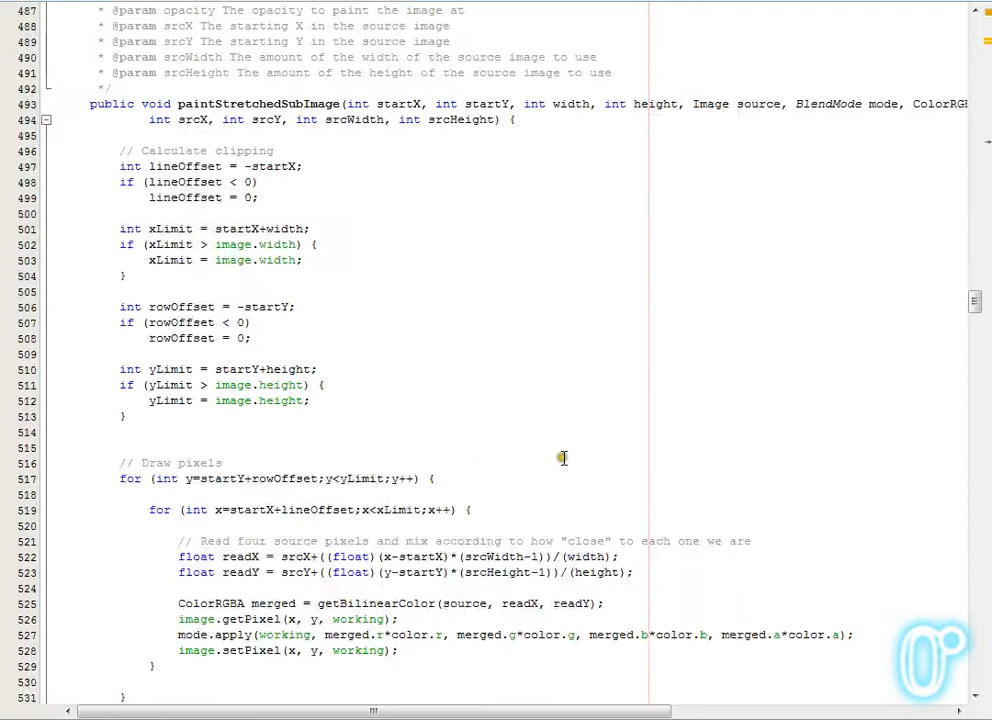 487 * @param opacity The opacity to paint the image at
488 * @param srcX The starting X in the source image
489 * @param srcY The starting Y in the source image
490 * @param srcWidth The amount of the width of the source image to use
491 * @param srcHeight The amount of the height of the source image to use
492 */
493 public void paintStretchedSubImage(int startX, int startY, int width, int height, Image source, BlendMode mode, ColorRGB
494 int srcX, int srcY, int srcWidth, int srcHeight) {
495
496 // Calculate clipping
497 int lineOffset = -startX;
498 if (lineOffset < 0)
499 lineOffset = 0;
500
501 int xLimit = startX+width;
502 if (xLimit > image.width) {
503 xLimit = image.width;
504 }
505
506 int rowOffset = -startY;
507 if (rowOffset < 0)
508 rowOffset = 0;
509
510 int yLimit = startY+height;
511 if (yLimit > image.height) {
512 yLimit = image.height;
513 }
514
515
516 // Draw pixels
517 for (int y=startY+rowOffset;y<yLimit;y++) {
518
519 for (int x=startX+lineOffset;x<xLimit;x++) {
520
521 // Read four source pixels and mix according to how "close" to each one we are
522 float readX = srcX+((float)(x-startX)*(srcWidth-1))/(width);
523 float readY = srcY+((float)(y-startY)*(srcHeight-1))/(height);
524
525 ColorRGBA merged = getBilinearColor(source, readX, readY);
526 image.getPixel(x, y, working);
527 mode.apply(working, merged.r*color.r, merged.g*color.g, merged.b*color.b, merged.a*color.a);
528 image.setPixel(x, y, working);
529 }
530
531 }